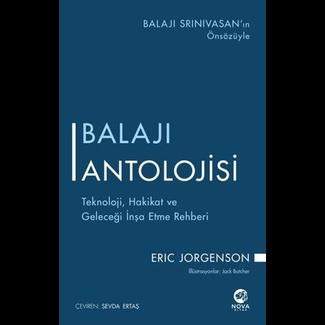 BALAJI SRINIVASAN'ın
Önsözüyle
BALAJI
ANTOLOJİSİ
Teknoloji, Hakikat ve
Geleceği İnşa Etme Rehberi
ERIC JORGENSON
İllüstrasyonlar: Jack Butcher
ÇEVİREN: SEVDA ERTAŞ
NOVA